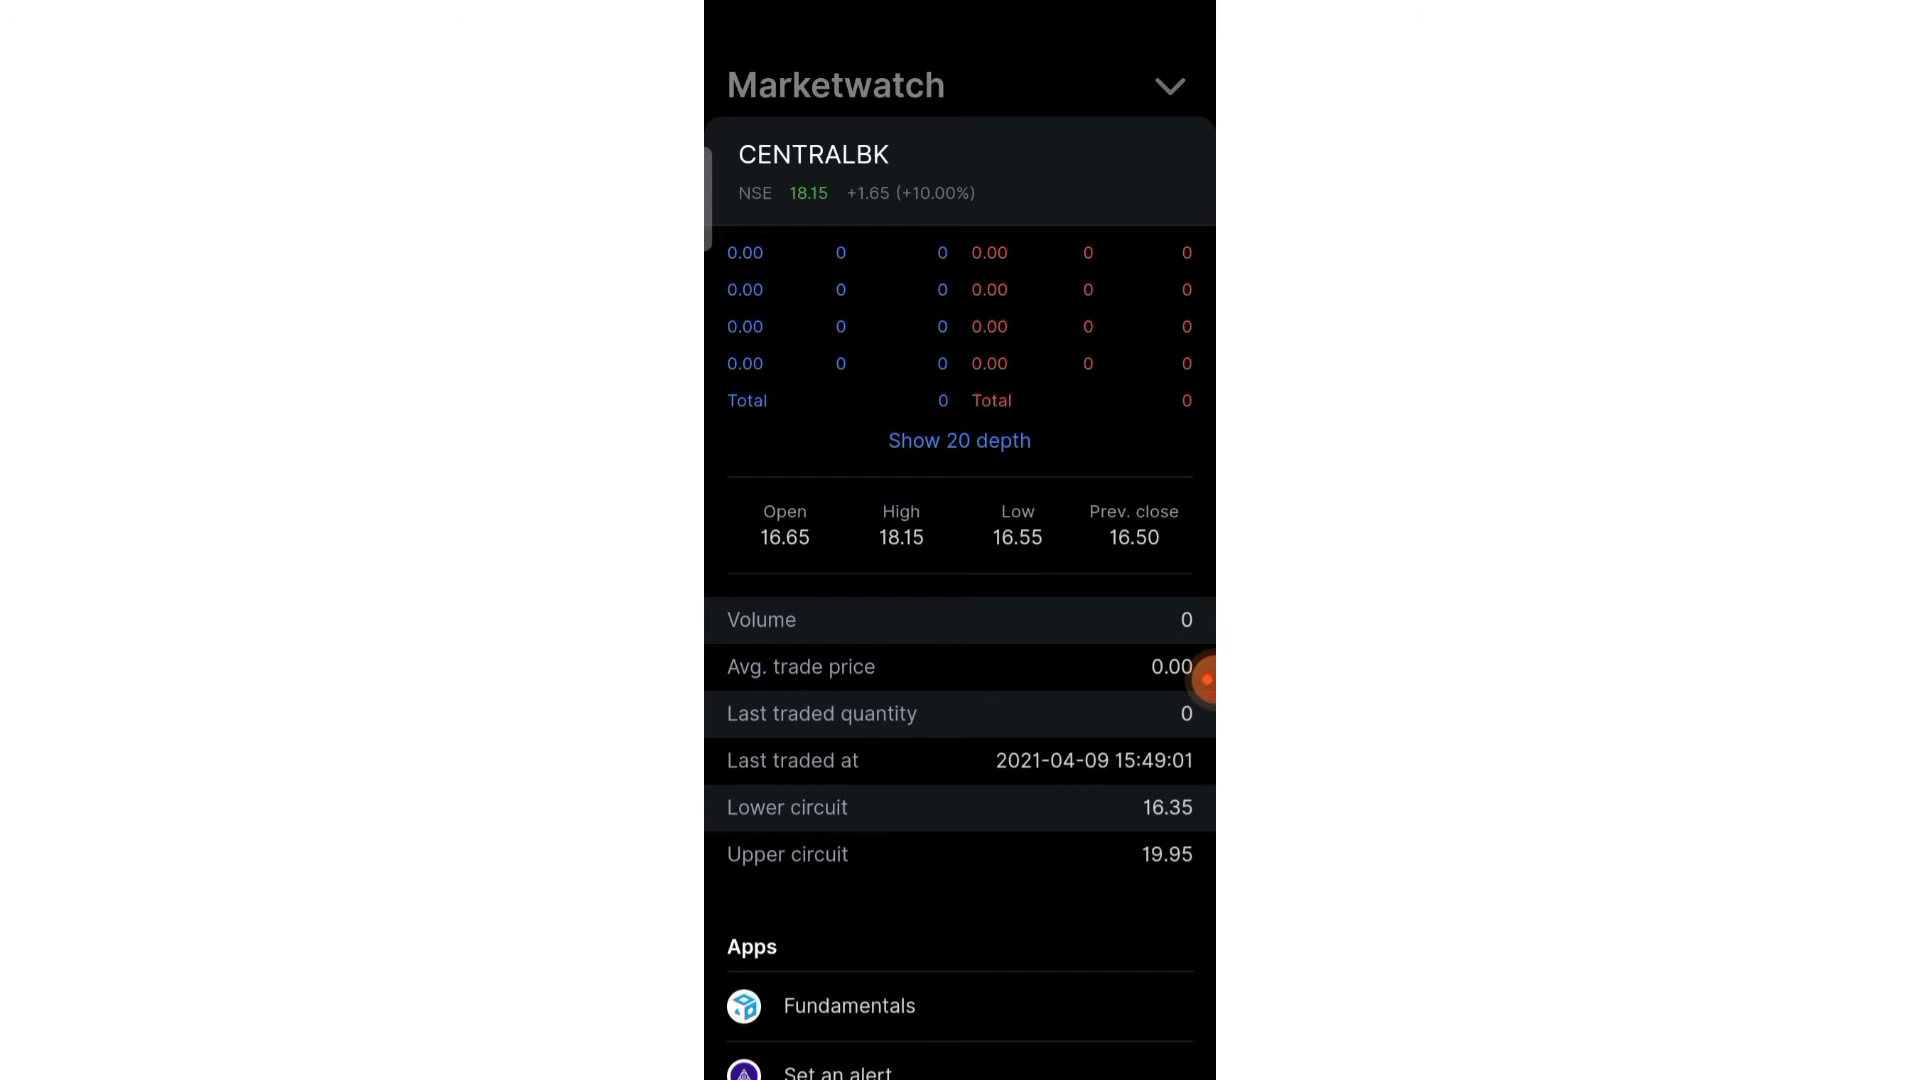 Marketwatch
CENTRALBK
NSE 18.15 +1.65 (+10.00%)
0.00 0 0 0.00 0 0
0.00 0 0 0.00 0 0
0.00 0 0 0.00 0 0
0.00 0 0 0.00 0 0
Total 0 Total 0
Show 20 depth
Open High Low Prev. close
16.65 18.15 16.55 16.50
Volume 0
Avg. trade price 0.00
Last traded quantity 0
Last traded at 2021-04-09 15:49:01
Lower circuit 16.35
Upper circuit 19.95
Apps
Fundamentals
Set an alert